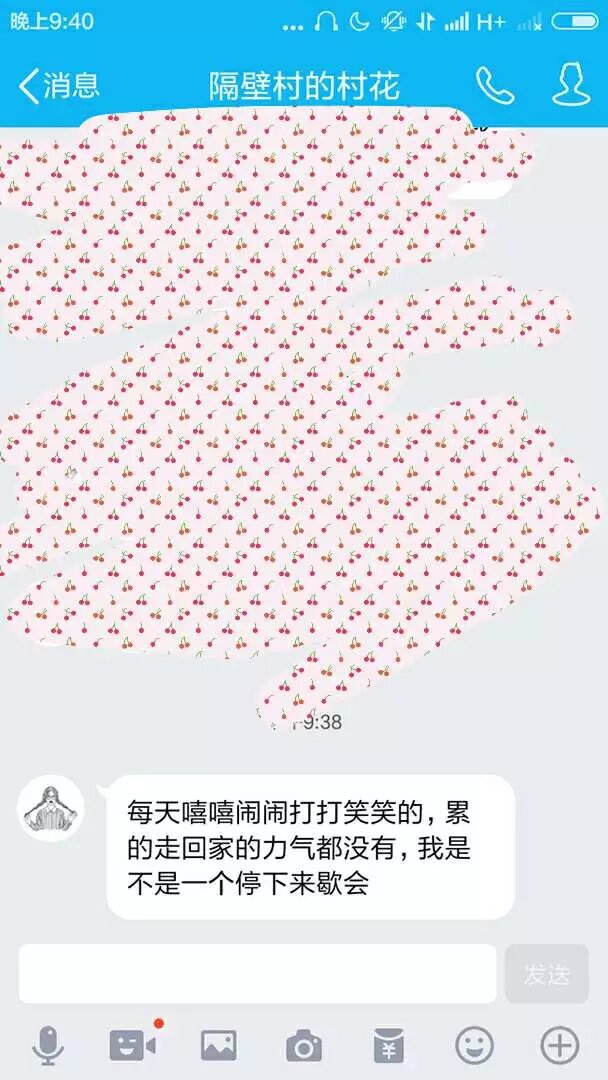 晚上9:40
H+
消息
隔壁村的村花
9:38
每天嘻嘻闹闹打打笑笑的，累
的走回家的力气都没有，我是
不是一个停下来歇会
发送